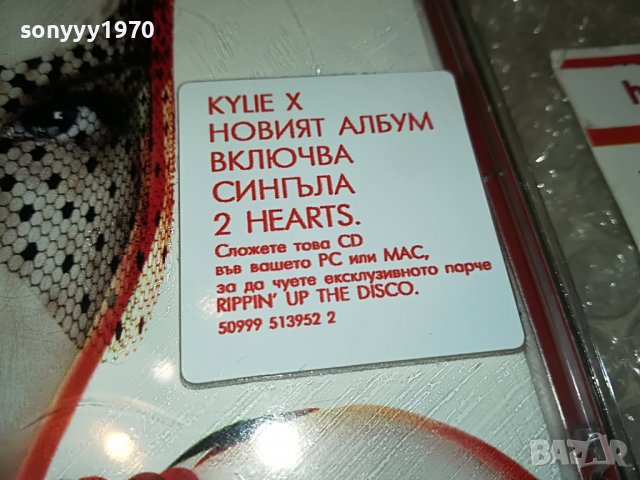 sonyyy1970
KYLIE X
НОВИЯТ АЛБУМ
ВКЛЮЧВА
СИНГЪЛА
2 HEARTS.
Сложете това CD
във вашето PC или MAC,
за да чуете ексклузивното парче
RIPPIN' UP THE DISCO.
50999 513952 2
BAZAR